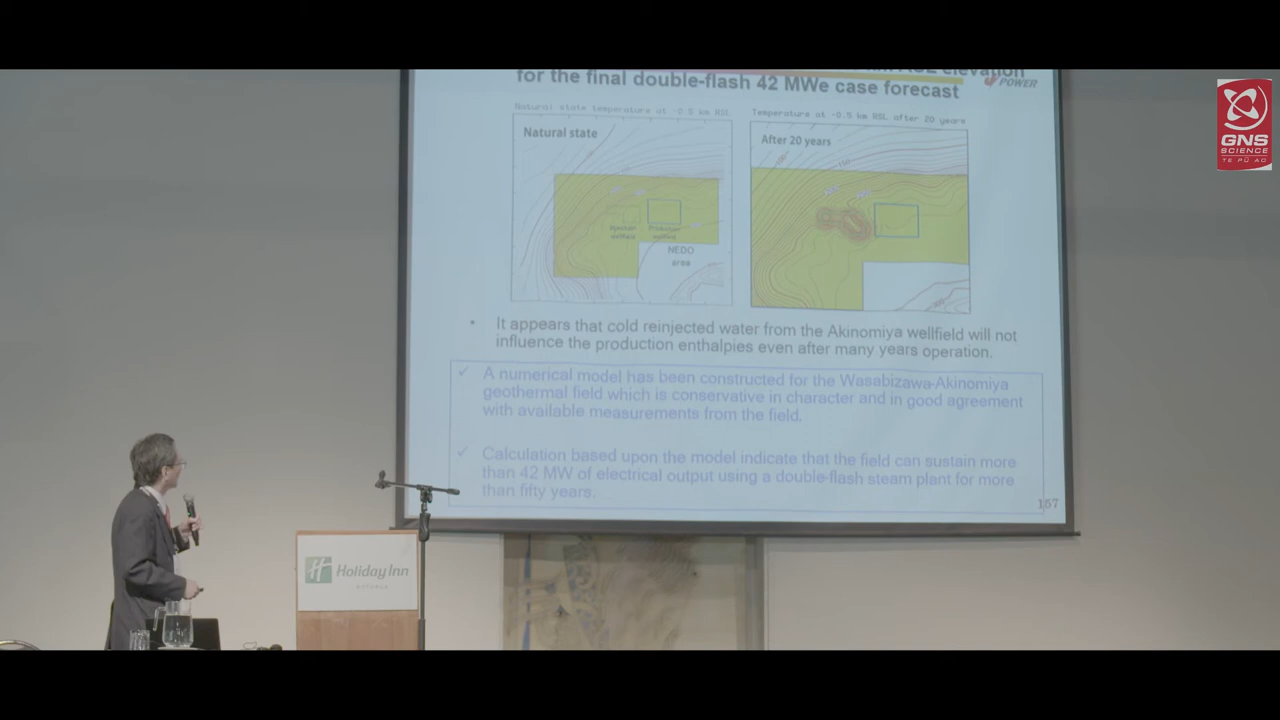 elevation
for the final double-flash 42 MWe case forecast
POWER
GNS
SCIENCE
TE PŪ AO
Natural state temperature at -0.5 km RSL
Temperature at -0.5 km RSL after 20 years
Natural state
After 20 years
Production
wellfield
NEDO
area
150
300
• It appears that cold reinjected water from the Akinomiya wellfield will not
influence the production enthalpies even after many years operation.
✓ A numerical model has been constructed for the Wasabizawa-Akinomiya
geothermal field which is conservative in character and in good agreement
with available measurements from the field.
✓ Calculation based upon the model indicate that the field can sustain more
than 42 MW of electrical output using a double-flash steam plant for more
than fifty years.
157
H Holiday Inn
ROTORUA